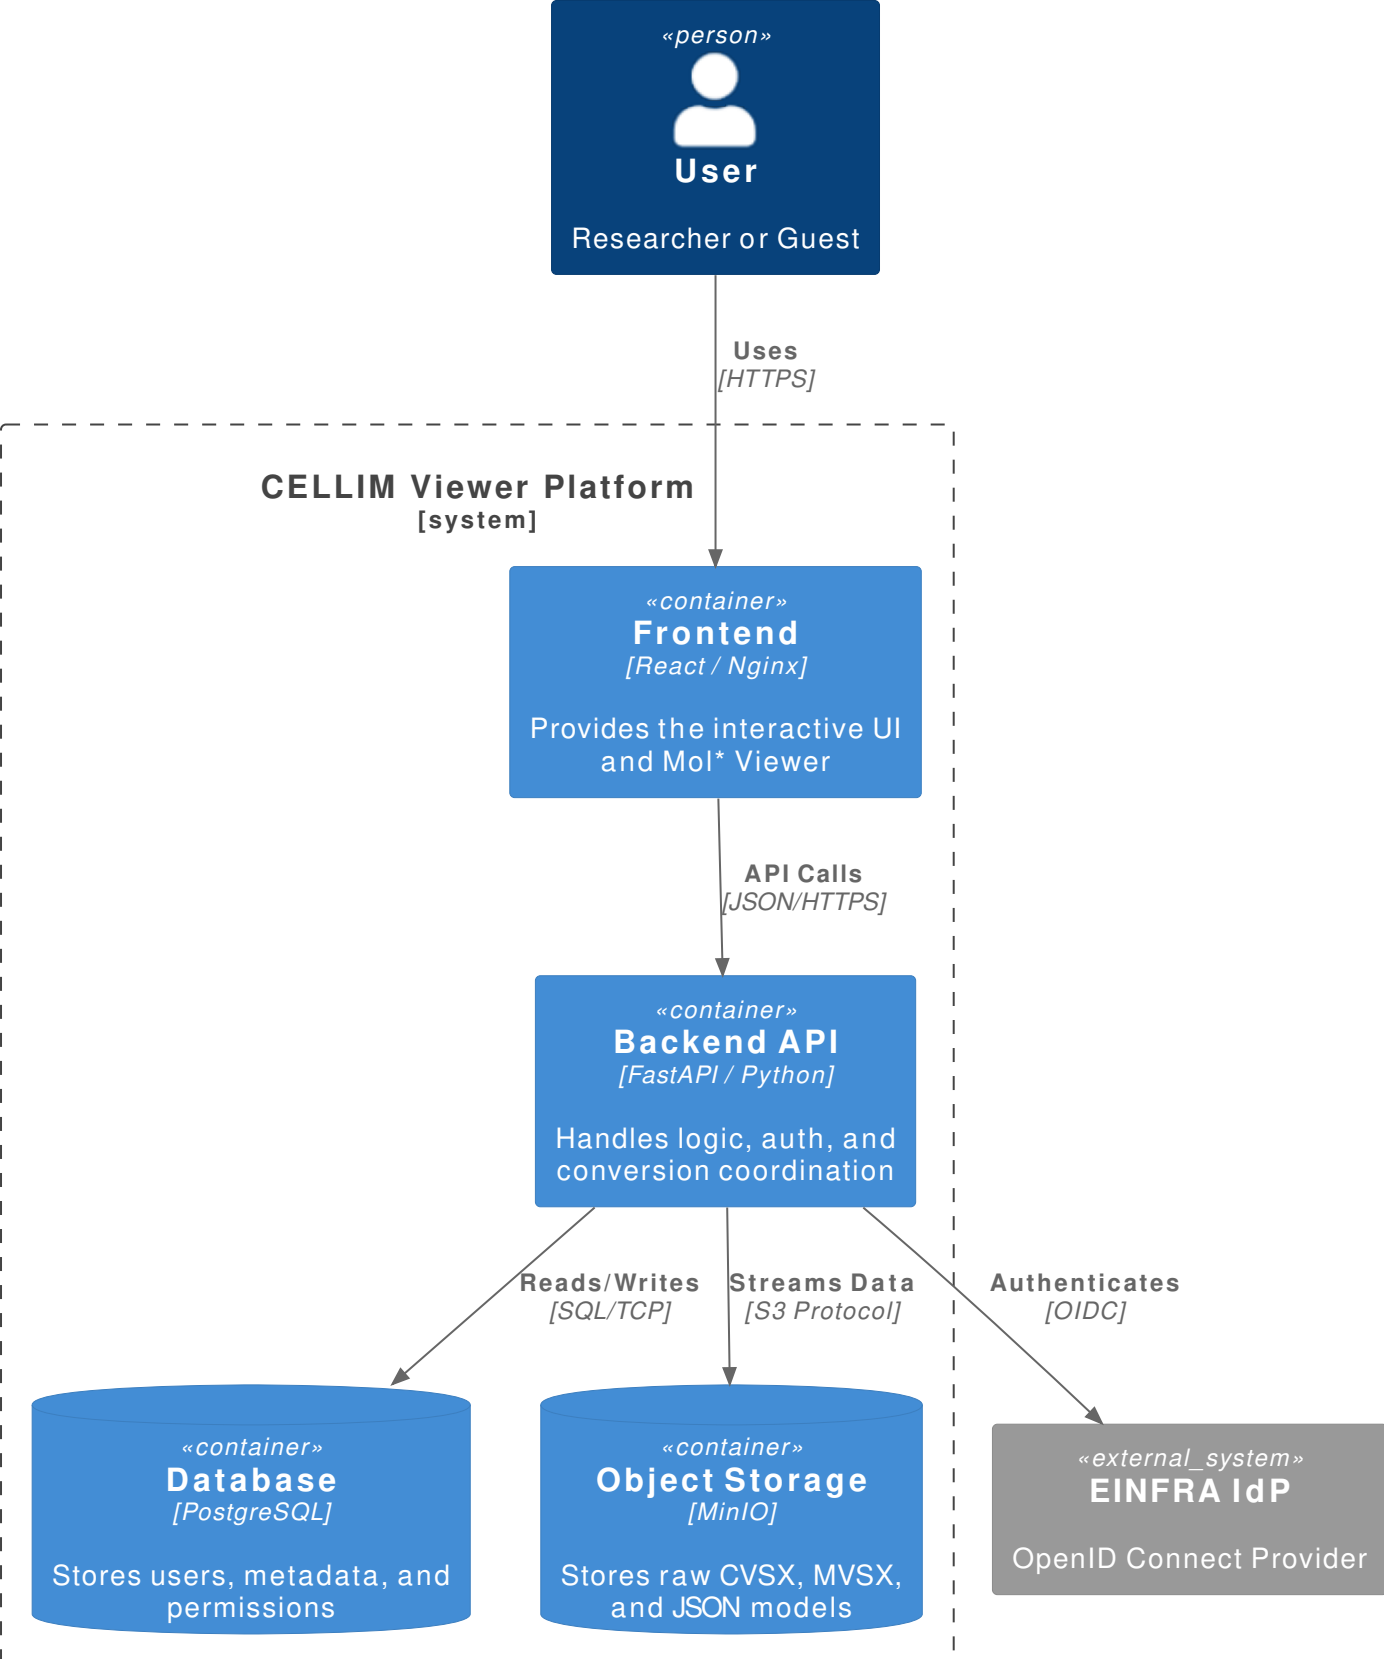 «person»
User
Researcher or Guest
Uses
[HTTPS]
CELLIM Viewer Platform
[system]
«container»
Frontend
[React / Nginx]
Provides the interactive UI
and Mol* Viewer
API Calls
[JSON/HTTPS]
«container»
Backend API
[FastAPI / Python]
Handles logic, auth, and
conversion coordination
Reads/Writes
[SQL/TCP]
Streams Data
[S3 Protocol]
Authenticates
[OIDC]
«container»
Database
[PostgreSQL]
Stores users, metadata, and
permissions
«container»
Object Storage
[MinIO]
Stores raw CVSX, MVSX,
and JSON models
«external_system»
EINFRA IdP
OpenID Connect Provider